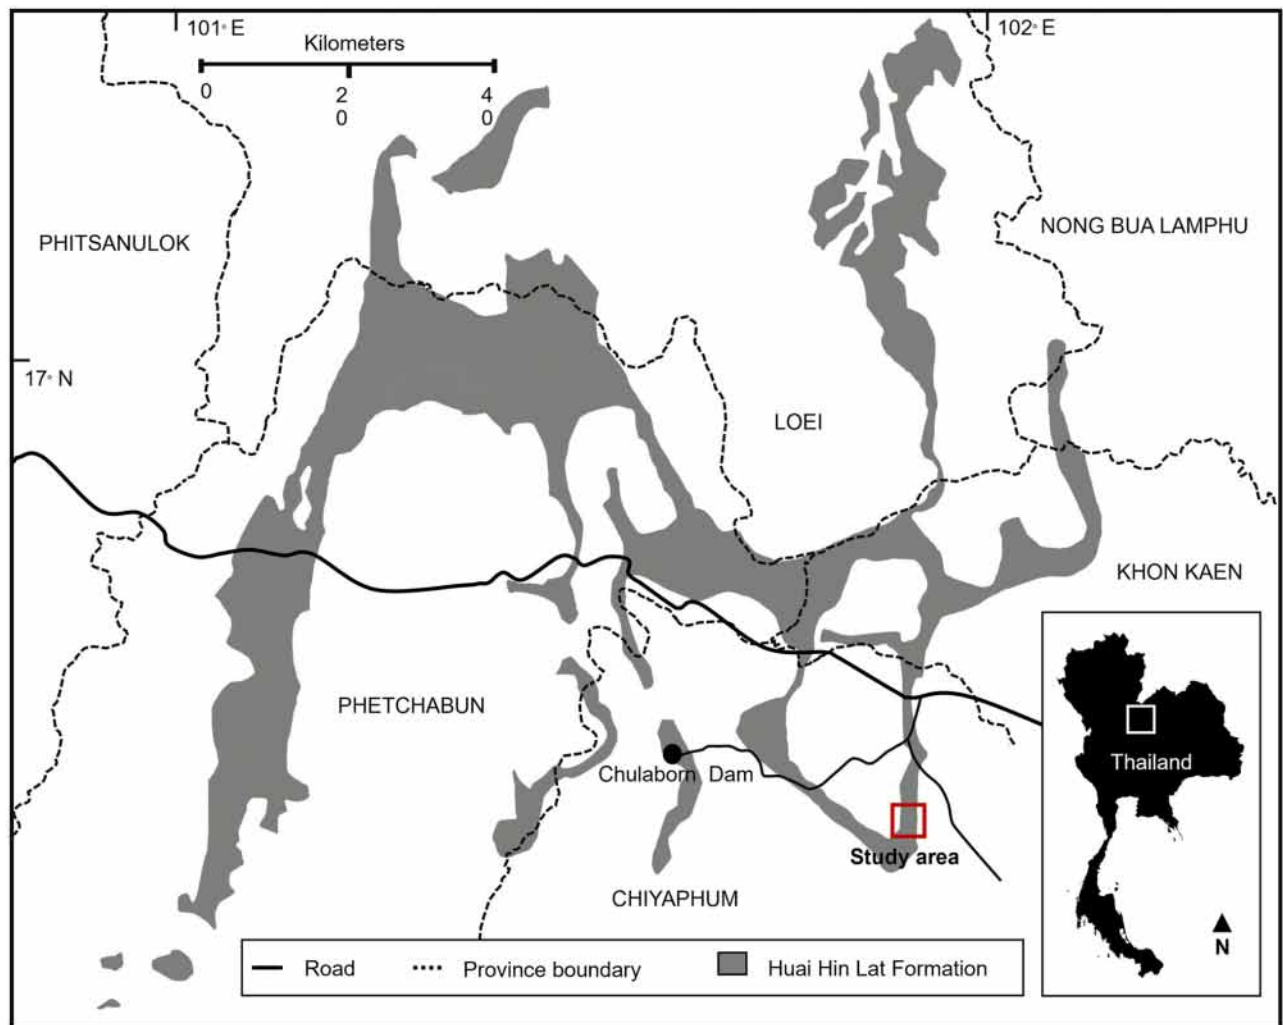 101° E
102° E
Kilometers
0
2
0
4
0
PHITSANULOK
NONG BUA LAMPHU
17° N
LOEI
KHON KAEN
PHETCHABUN
Chulaborn Dam
Thailand
Study area
CHIYAPHUM
N
Road
Province boundary
Huai Hin Lat Formation